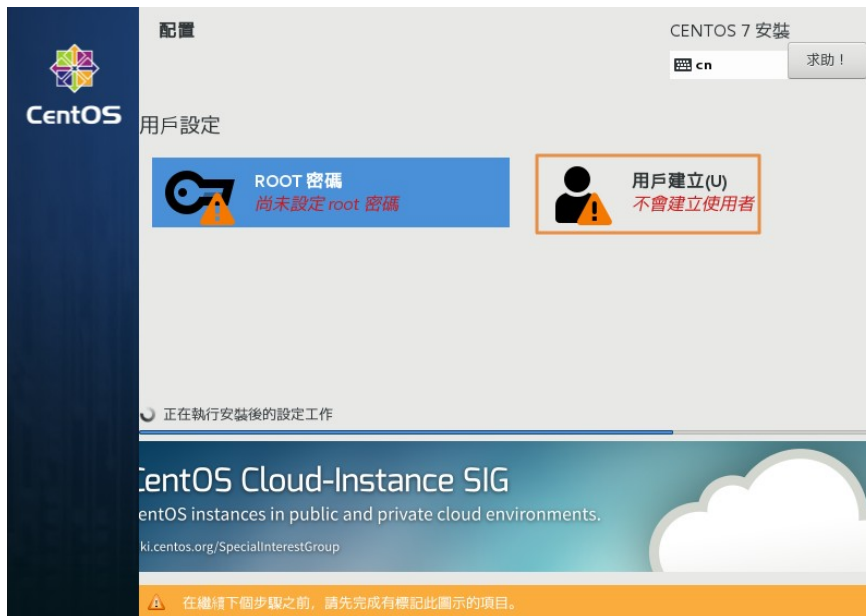 配置
CENTOS 7 安裝
cn
求助！
CentOS
用戶設定
ROOT 密碼
尚未設定 root 密碼
用戶建立(U)
不會建立使用者
正在執行安裝後的設定工作
CentOS Cloud-Instance SIG
entOS instances in public and private cloud environments.
ki.centos.org/SpecialInterestGroup
在繼續下個步驟之前，請先完成有標記此圖示的項目。